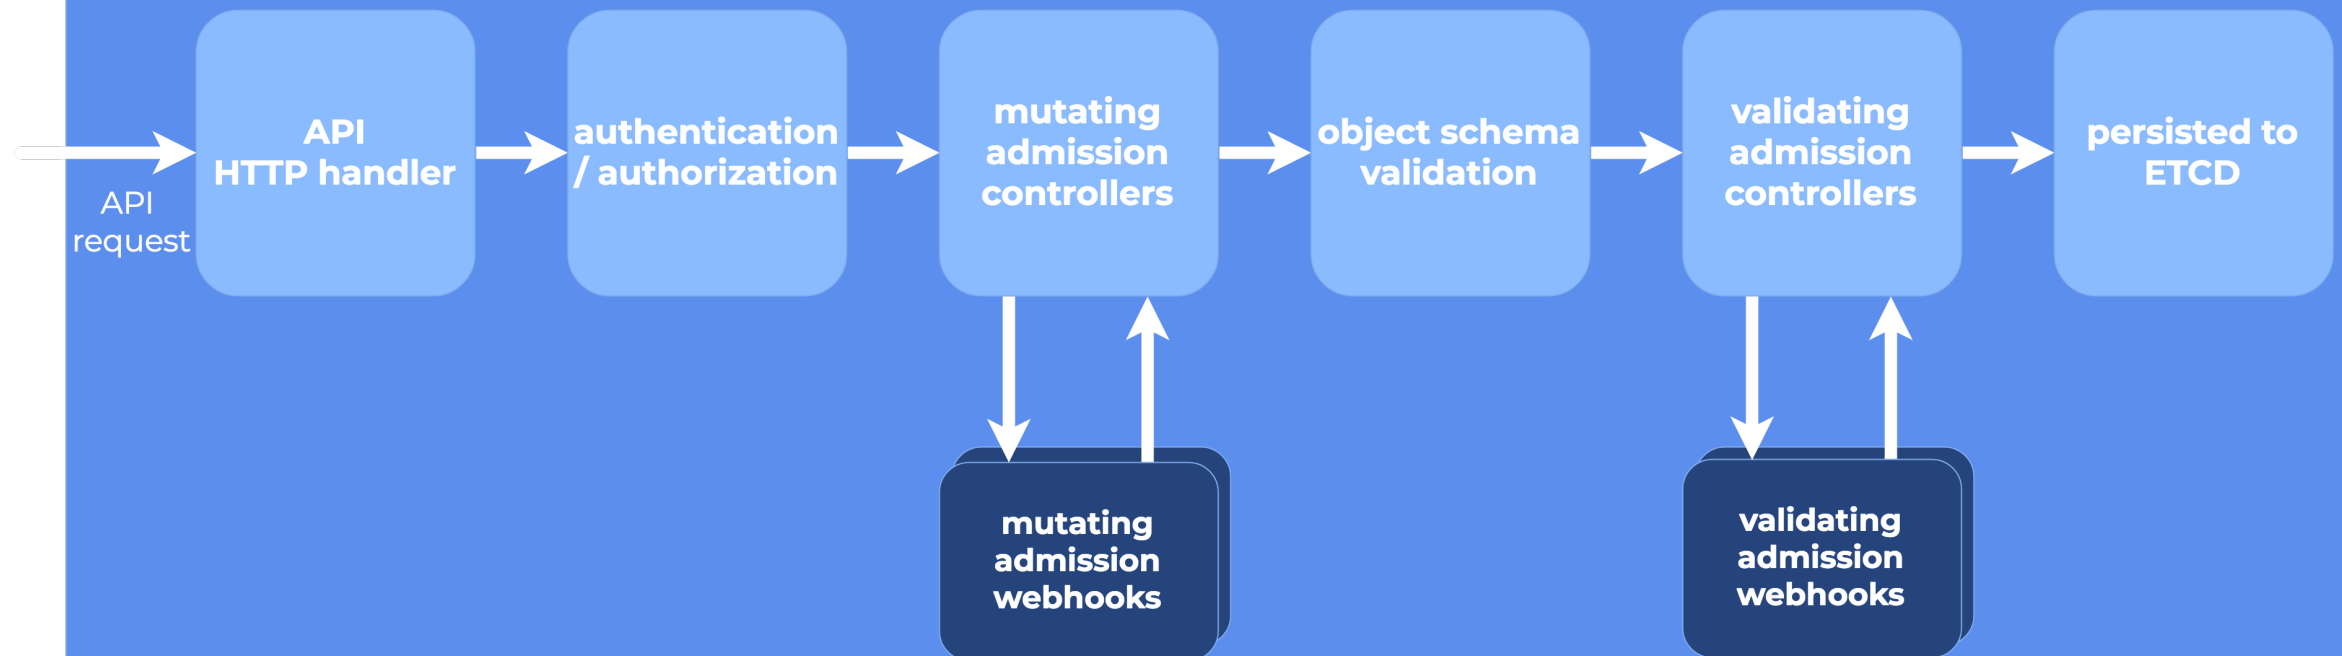 API
request
API
HTTP handler
authentication
/ authorization
mutating
admission
controllers
object schema
validation
validating
admission
controllers
persisted to
ETCD
mutating
admission
webhooks
validating
admission
webhooks